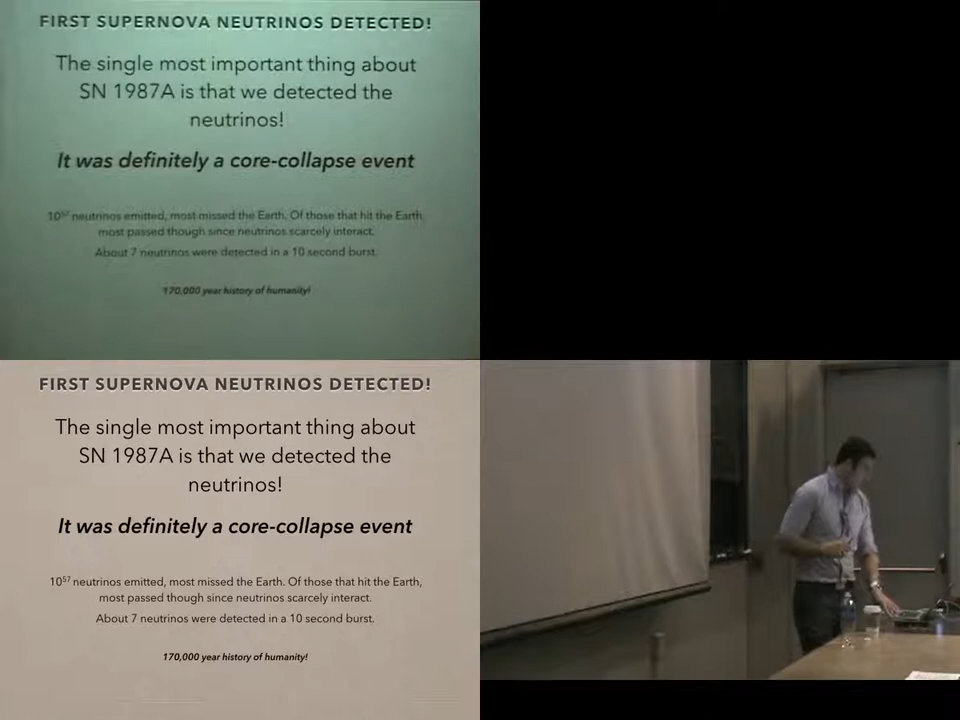 FIRST SUPERNOVA NEUTRINOS DETECTED!
The single most important thing about
SN 1987A is that we detected the
neutrinos!
It was definitely a core-collapse event
10⁵⁷ neutrinos emitted, most missed the Earth. Of those that hit the Earth,
most passed though since neutrinos scarcely interact.
About 7 neutrinos were detected in a 10 second burst.
170,000 year history of humanity!
FIRST SUPERNOVA NEUTRINOS DETECTED!
The single most important thing about
SN 1987A is that we detected the
neutrinos!
It was definitely a core-collapse event
10⁵⁷ neutrinos emitted, most missed the Earth. Of those that hit the Earth,
most passed though since neutrinos scarcely interact.
About 7 neutrinos were detected in a 10 second burst.
170,000 year history of humanity!